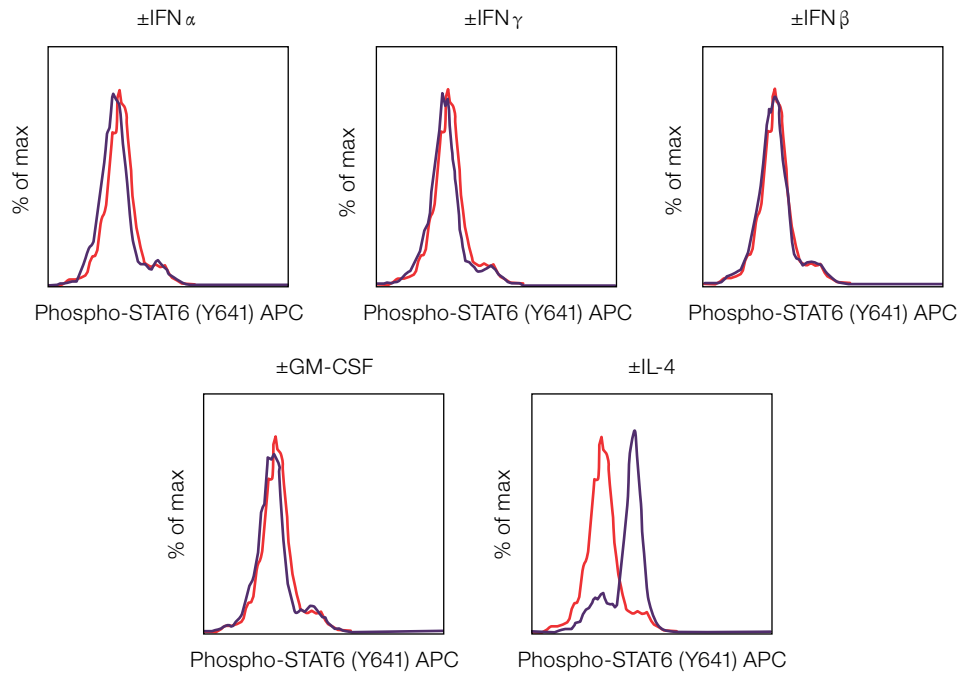 ±IFN α
±IFN γ
±IFN β
% of max
% of max
% of max
Phospho-STAT6 (Y641) APC
Phospho-STAT6 (Y641) APC
Phospho-STAT6 (Y641) APC
±GM-CSF
±IL-4
% of max
% of max
Phospho-STAT6 (Y641) APC
Phospho-STAT6 (Y641) APC